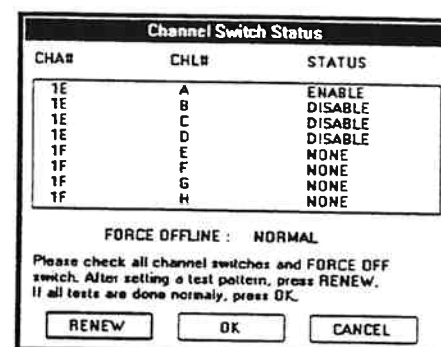 Channel Switch Status
CHA# CHL# STATUS
1E A ENABLE
1E B DISABLE
1E C DISABLE
1E D DISABLE
1F E NONE
1F F NONE
1F G NONE
1F H NONE
FORCE OFFLINE : NORMAL
Please check all channel switches and FORCE OFF
switch. After setting a test pattern, press RENEW.
If all tests are done normaly, press OK.
RENEW OK CANCEL